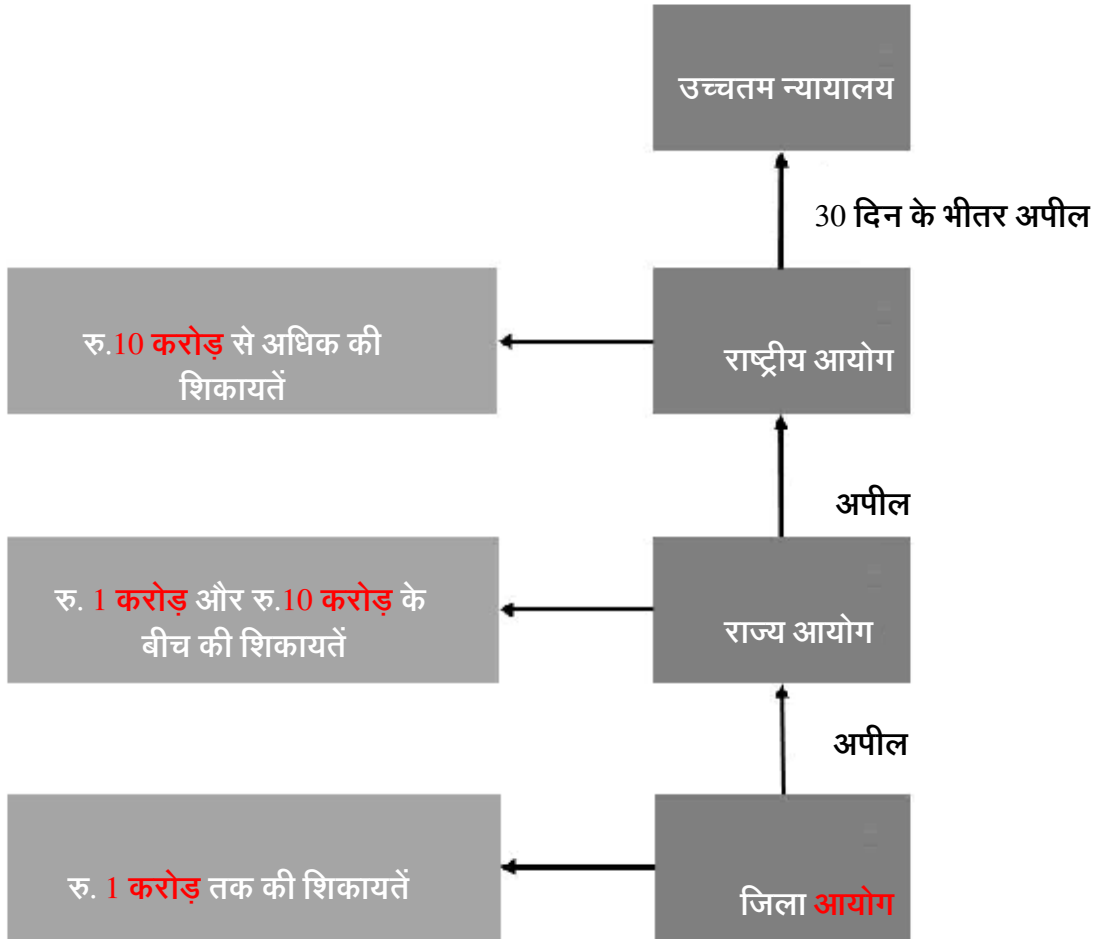 उच्चतम न्यायालय
30 दिन के भीतर अपील
रु.10 करोड़ से अधिक की
शिकायतें
राष्ट्रीय आयोग
अपील
रु. 1 करोड़ और रु.10 करोड़ के
बीच की शिकायतें
राज्य आयोग
अपील
रु. 1 करोड़ तक की शिकायतें
जिला आयोग